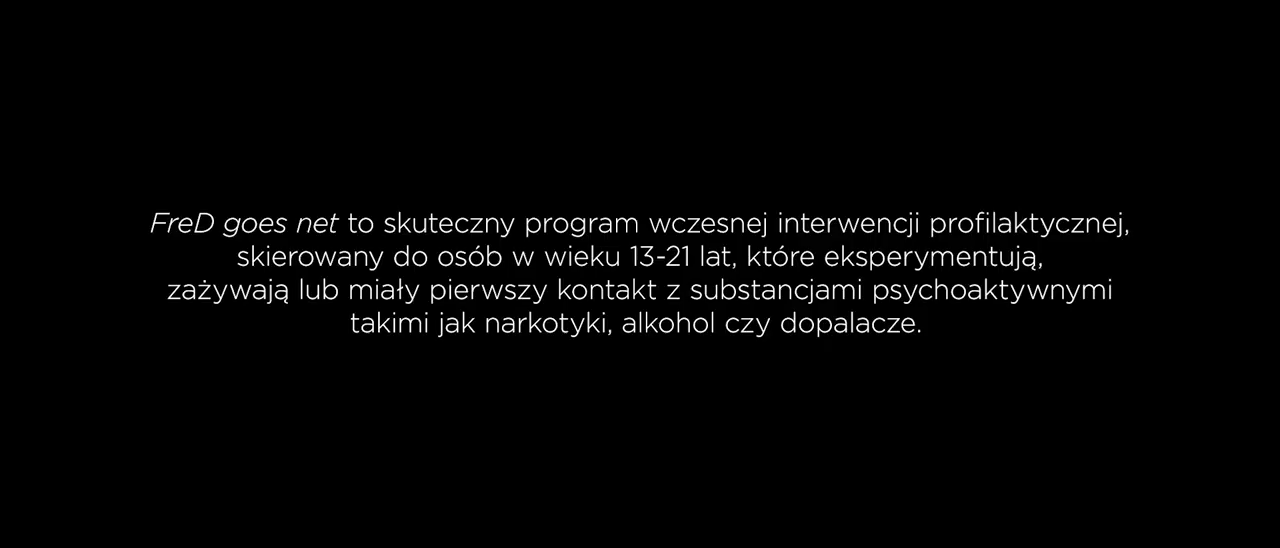 FreD goes net to skuteczny program wczesnej interwencji profilaktycznej,
skierowany do osób w wieku 13-21 lat, które eksperymentują,
zażywają lub miały pierwszy kontakt z substancjami psychoaktywnymi
takimi jak narkotyki, alkohol czy dopalacze.